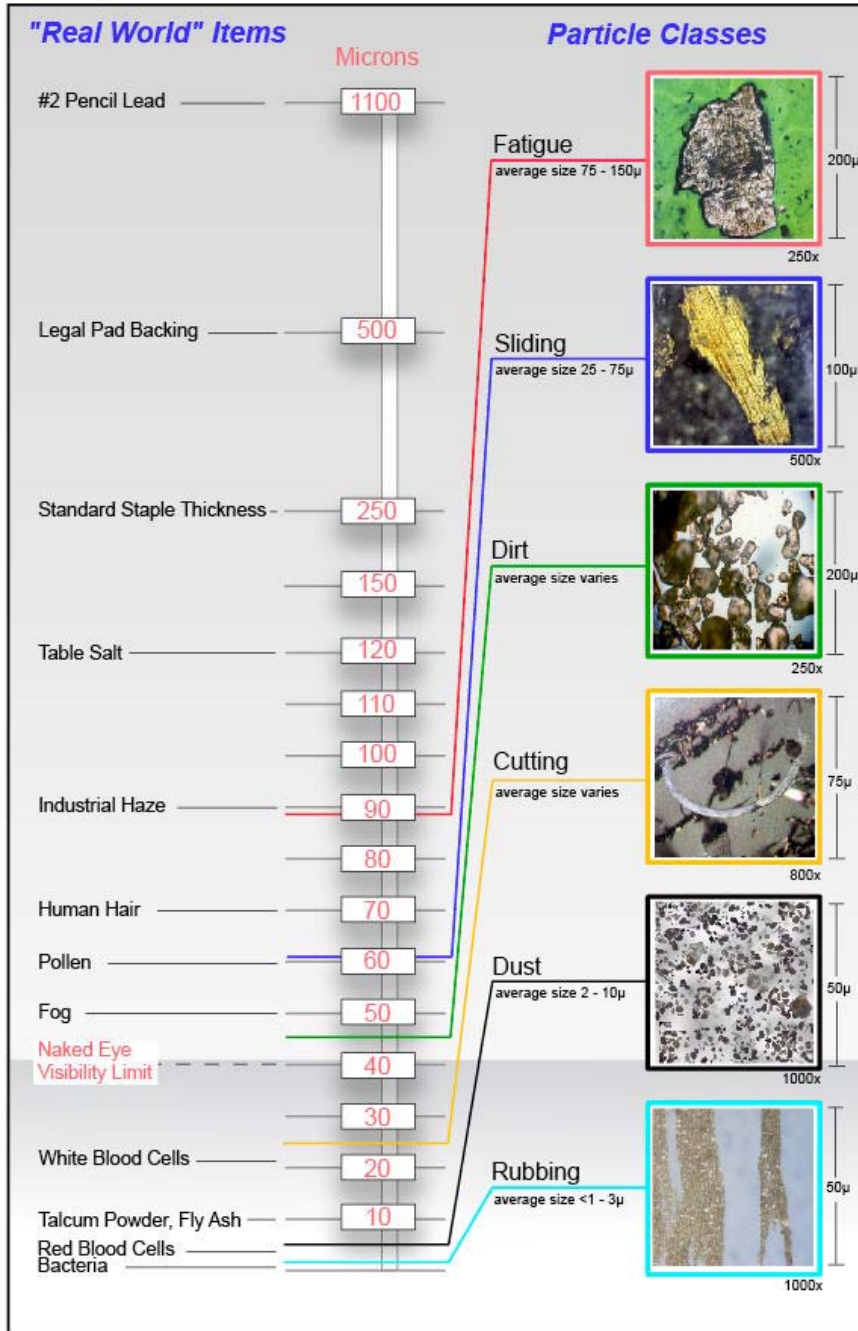 "Real World" Items
Particle Classes
Microns
#2 Pencil Lead
1100
Legal Pad Backing
500
Standard Staple Thickness
250
150
Table Salt
120
110
100
Industrial Haze
90
80
Human Hair
70
Pollen
60
Fog
50
Naked Eye
Visibility Limit
40
30
White Blood Cells
20
Talcum Powder, Fly Ash
10
Red Blood Cells
Bacteria
Fatigue
average size 75 - 150µ
200µ
250x
Sliding
average size 25 - 75µ
100µ
500x
Dirt
average size varies
200µ
250x
Cutting
average size varies
75µ
800x
Dust
average size 2 - 10µ
50µ
1000x
Rubbing
average size <1 - 3µ
50µ
1000x